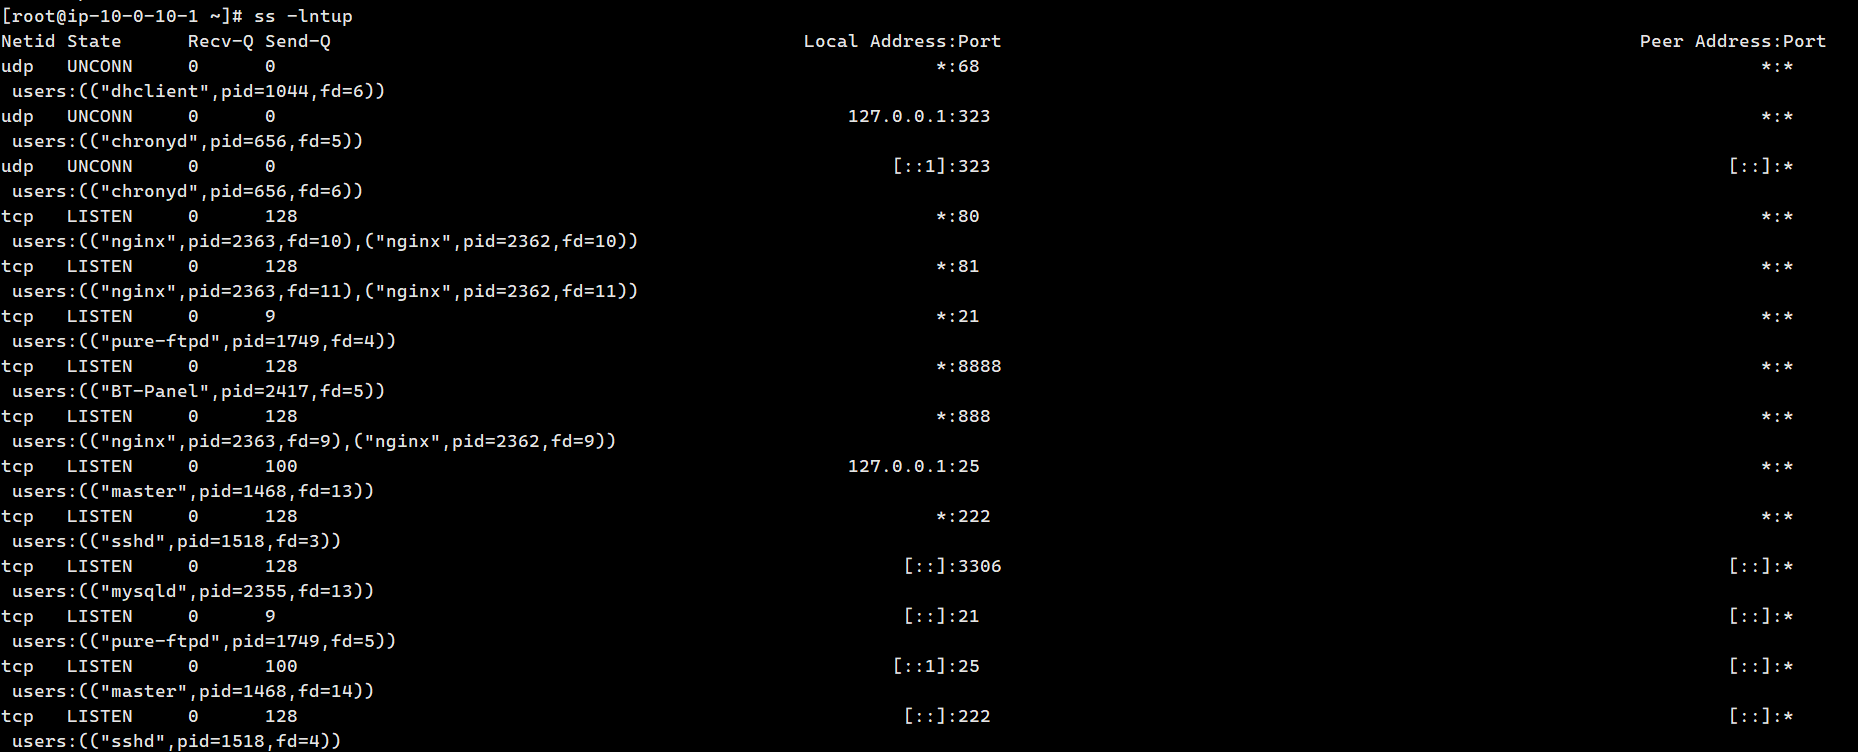 [root@ip-10-0-10-1 ~]# ss -lntup
Netid State      Recv-Q Send-Q                                           Local Address:Port                                                          Peer Address:Port
udp   UNCONN     0      0                                                            *:68                                                                       *:*
 users:(("dhclient",pid=1044,fd=6))
udp   UNCONN     0      0                                                    127.0.0.1:323                                                                      *:*
 users:(("chronyd",pid=656,fd=5))
udp   UNCONN     0      0                                                        [::1]:323                                                                   [::]:*
 users:(("chronyd",pid=656,fd=6))
tcp   LISTEN     0      128                                                          *:80                                                                       *:*
 users:(("nginx",pid=2363,fd=10),("nginx",pid=2362,fd=10))
tcp   LISTEN     0      128                                                          *:81                                                                       *:*
 users:(("nginx",pid=2363,fd=11),("nginx",pid=2362,fd=11))
tcp   LISTEN     0      9                                                            *:21                                                                       *:*
 users:(("pure-ftpd",pid=1749,fd=4))
tcp   LISTEN     0      128                                                          *:8888                                                                     *:*
 users:(("BT-Panel",pid=2417,fd=5))
tcp   LISTEN     0      128                                                          *:888                                                                      *:*
 users:(("nginx",pid=2363,fd=9),("nginx",pid=2362,fd=9))
tcp   LISTEN     0      100                                                  127.0.0.1:25                                                                       *:*
 users:(("master",pid=1468,fd=13))
tcp   LISTEN     0      128                                                          *:222                                                                      *:*
 users:(("sshd",pid=1518,fd=3))
tcp   LISTEN     0      128                                                       [::]:3306                                                                  [::]:*
 users:(("mysqld",pid=2355,fd=13))
tcp   LISTEN     0      9                                                         [::]:21                                                                    [::]:*
 users:(("pure-ftpd",pid=1749,fd=5))
tcp   LISTEN     0      100                                                      [::1]:25                                                                    [::]:*
 users:(("master",pid=1468,fd=14))
tcp   LISTEN     0      128                                                       [::]:222                                                                   [::]:*
 users:(("sshd",pid=1518,fd=4))